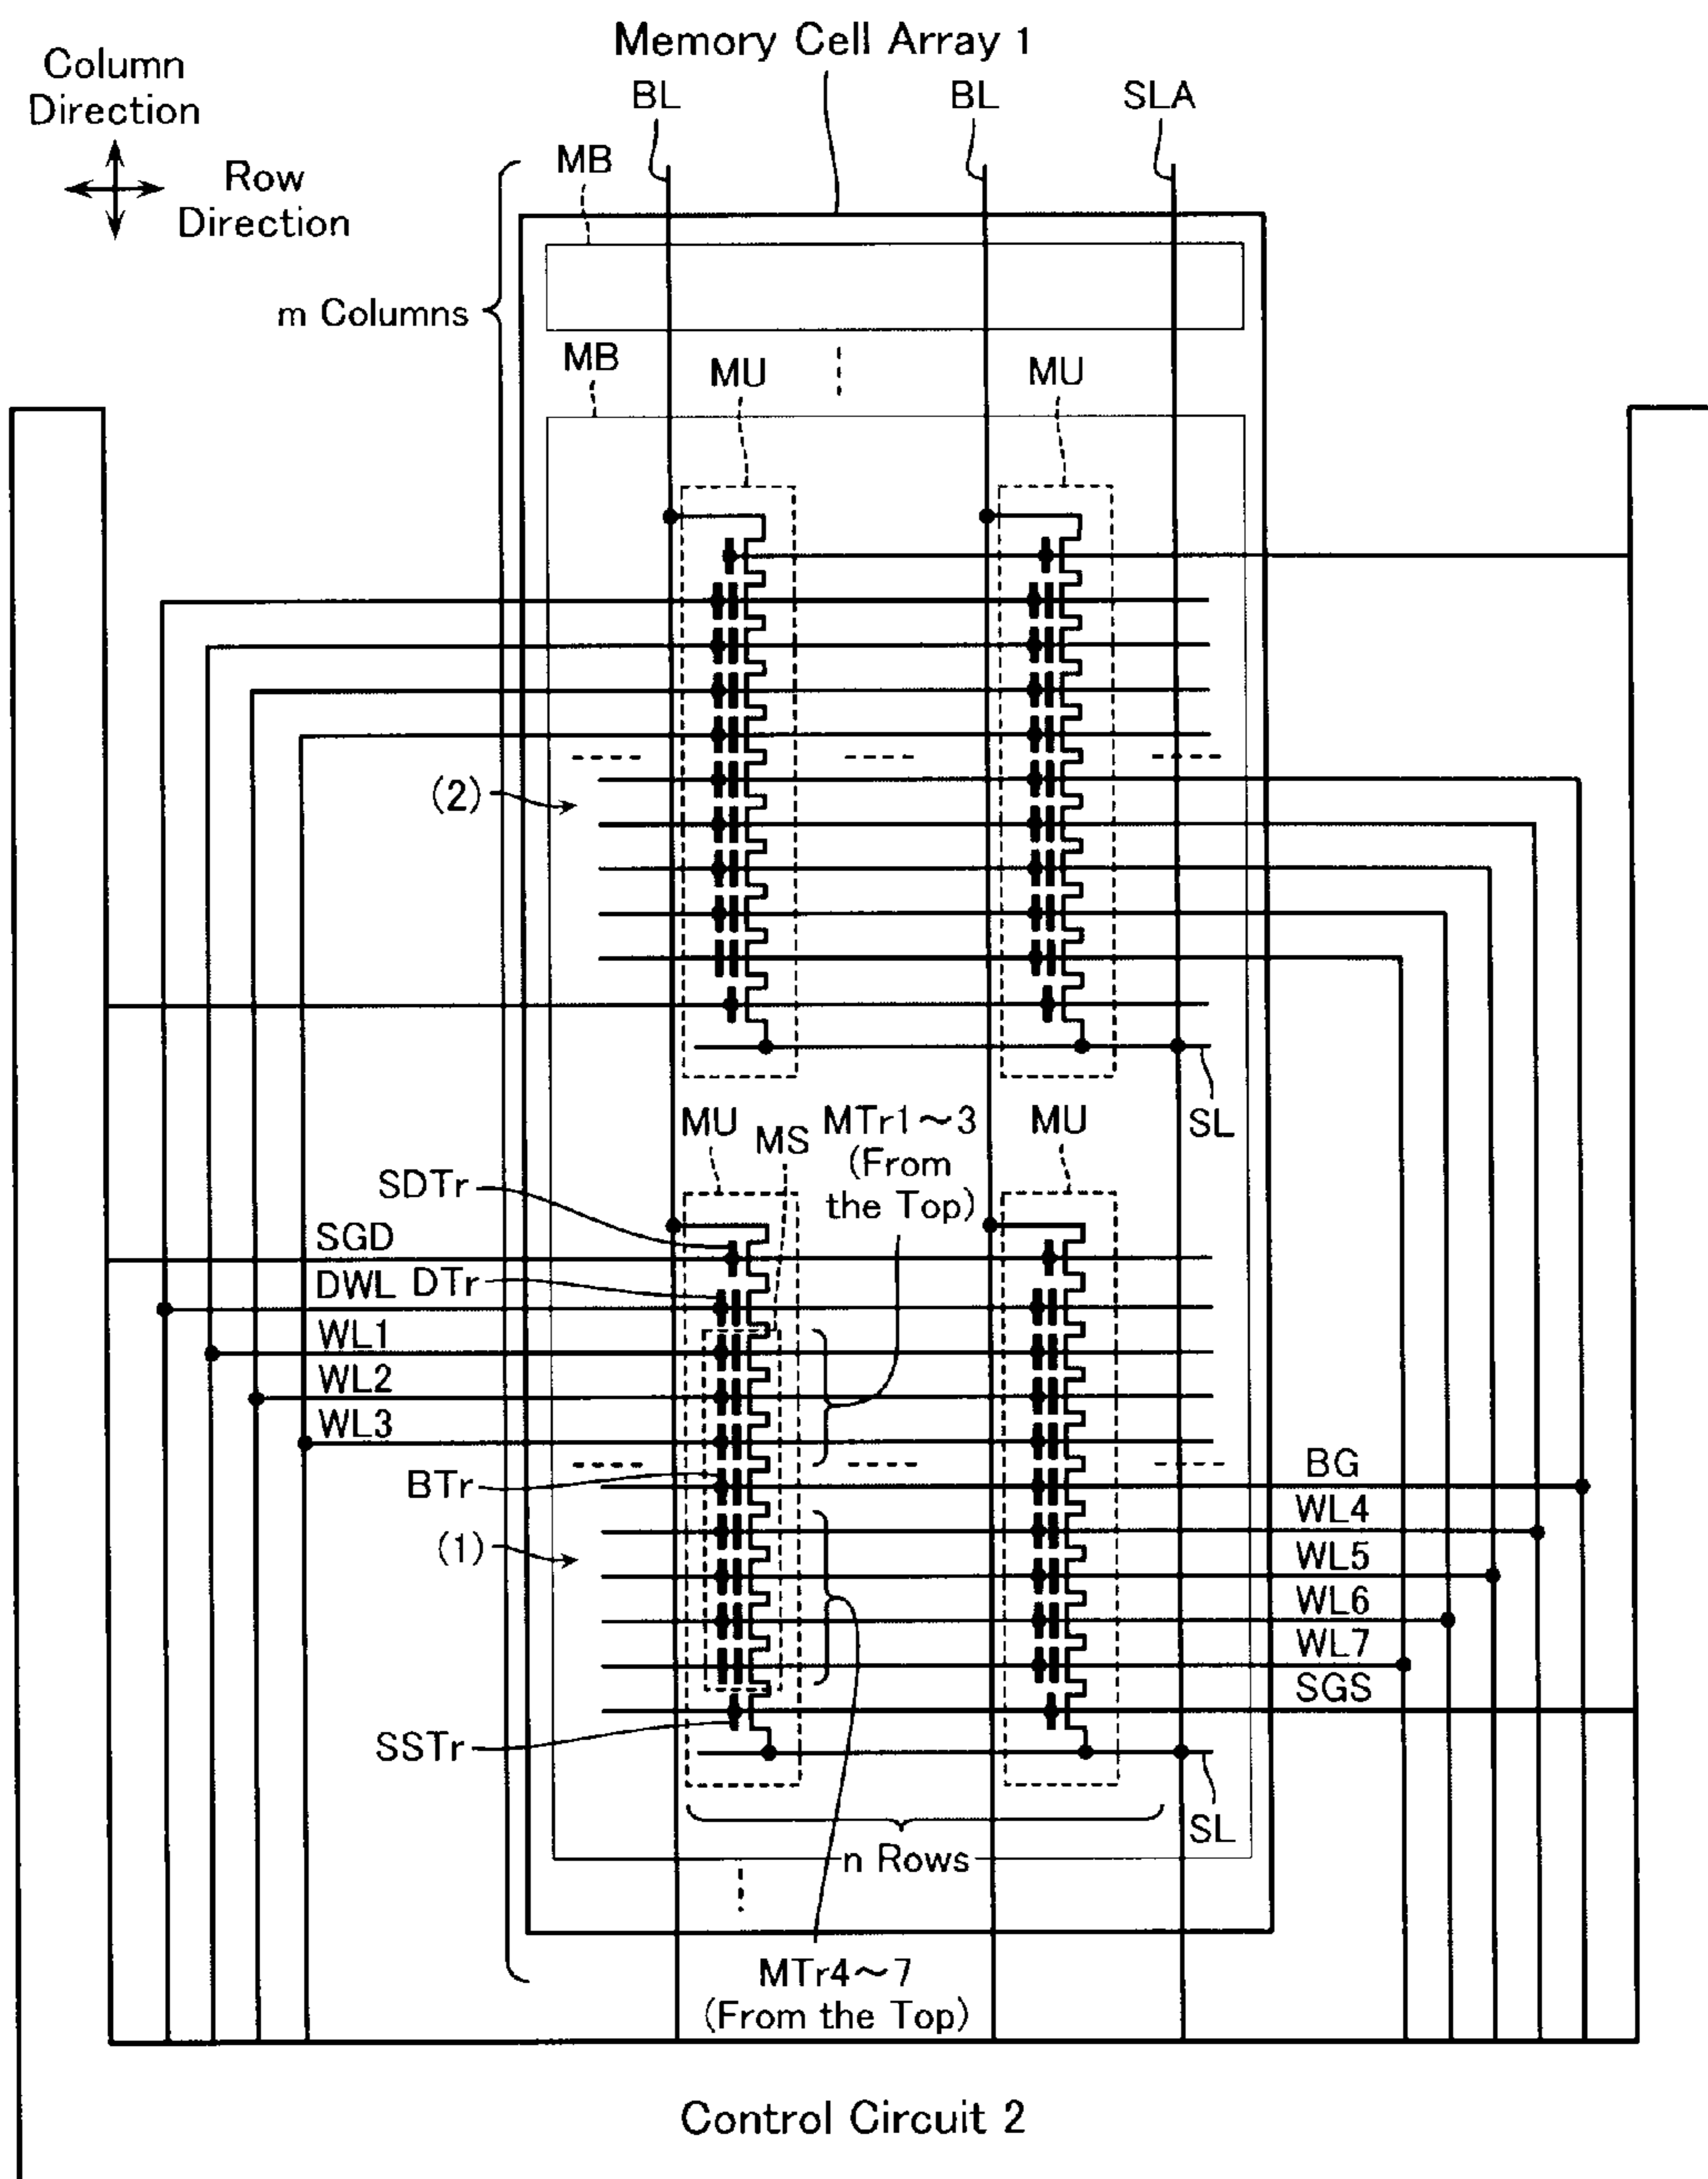 Memory Cell Array 1
Column
Direction
Row
Direction
BL
BL
SLA
MB
m Columns
MB
MU
MU
(2)
SL
MU
MS
MTr1～3
(From
the Top)
MU
SDTr
SGD
DWL
DTr
WL1
WL2
WL3
BTr
BG
WL4
(1)
WL5
WL6
WL7
SGS
SSTr
SL
n Rows
MTr4～7
(From the Top)
Control Circuit 2